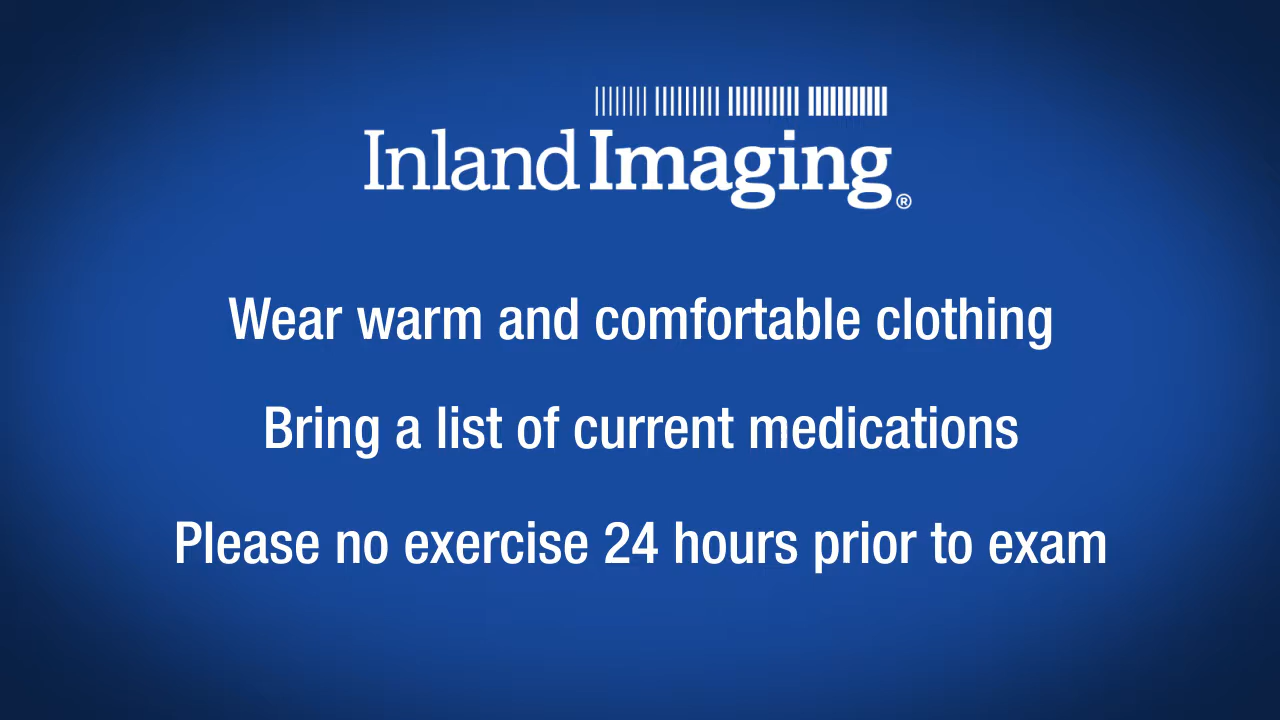 Inland Imaging®
Wear warm and comfortable clothing
Bring a list of current medications
Please no exercise 24 hours prior to exam